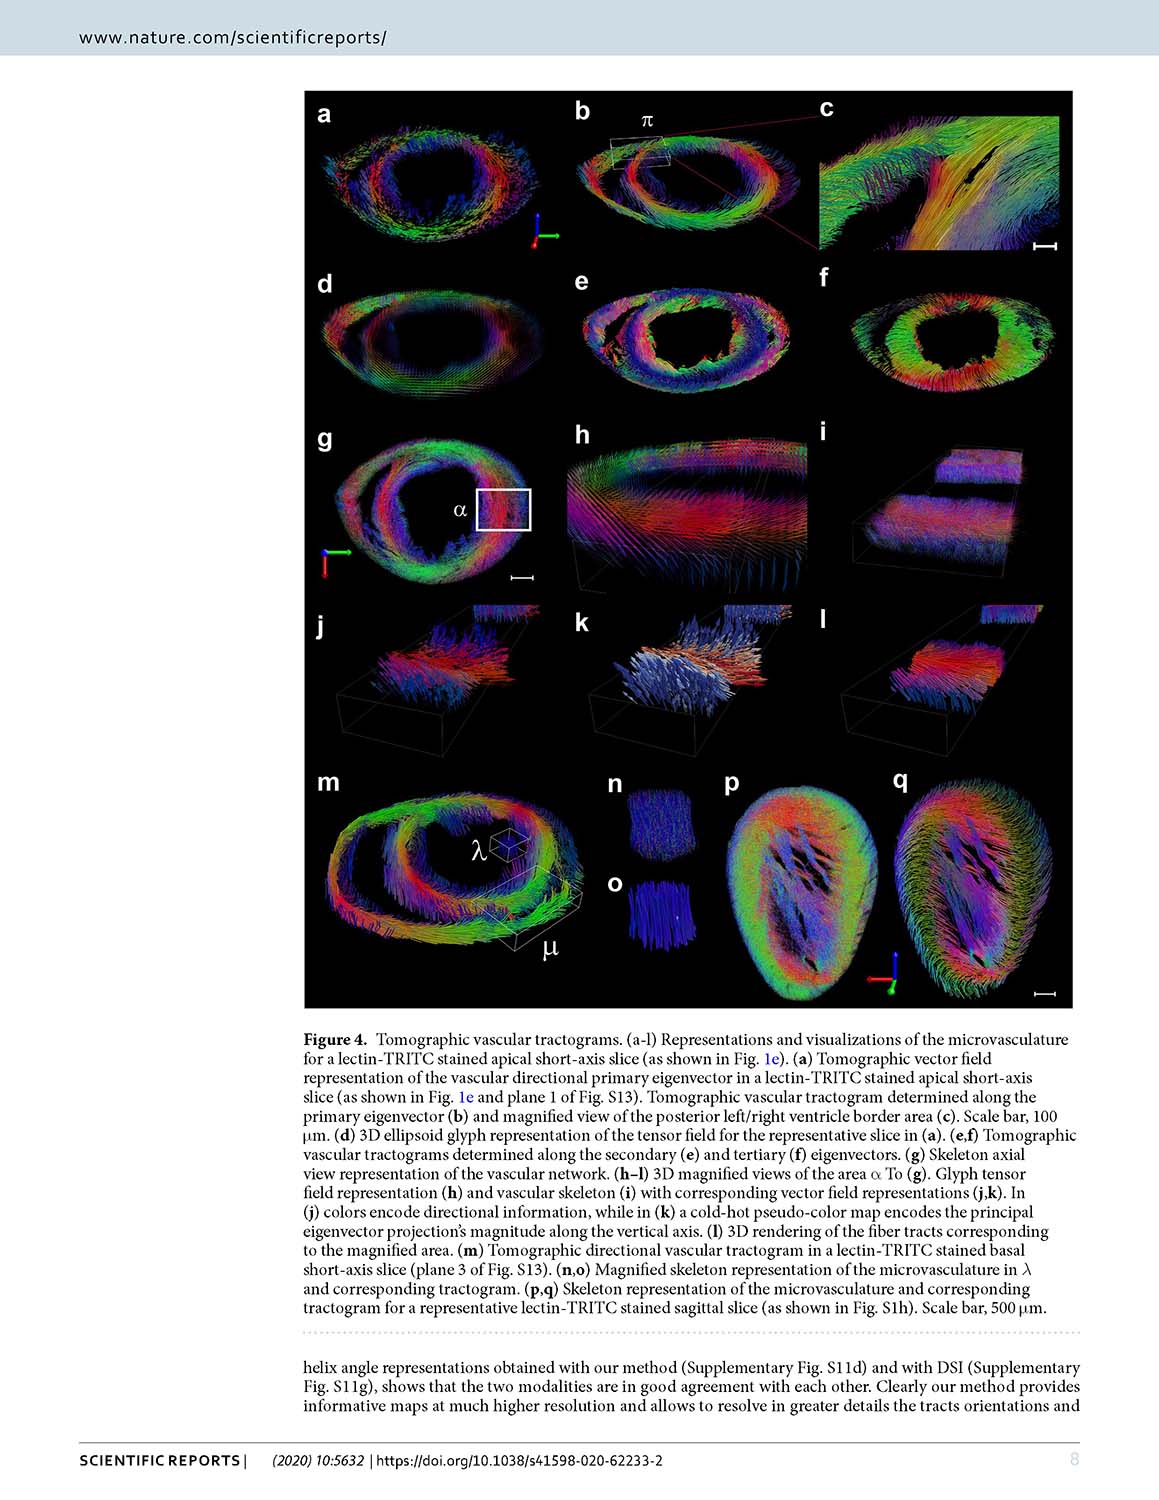 www.nature.com/scientificreports/
a
b
π
c
d
e
f
g
α
h
i
j
k
l
m
λ
μ
n
o
p
q
Figure 4. Tomographic vascular tractograms. (a-l) Representations and visualizations of the microvasculature
for a lectin-TRITC stained apical short-axis slice (as shown in Fig. 1e). (a) Tomographic vector field
representation of the vascular directional primary eigenvector in a lectin-TRITC stained apical short-axis
slice (as shown in Fig. 1e and plane 1 of Fig. S13). Tomographic vascular tractogram determined along the
primary eigenvector (b) and magnified view of the posterior left/right ventricle border area (c). Scale bar, 100
μm. (d) 3D ellipsoid glyph representation of the tensor field for the representative slice in (a). (e,f) Tomographic
vascular tractograms determined along the secondary (e) and tertiary (f) eigenvectors. (g) Skeleton axial
view representation of the vascular network. (h–l) 3D magnified views of the area α To (g). Glyph tensor
field representation (h) and vascular skeleton (i) with corresponding vector field representations (j,k). In
(j) colors encode directional information, while in (k) a cold-hot pseudo-color map encodes the principal
eigenvector projection's magnitude along the vertical axis. (l) 3D rendering of the fiber tracts corresponding
to the magnified area. (m) Tomographic directional vascular tractogram in a lectin-TRITC stained basal
short-axis slice (plane 3 of Fig. S13). (n,o) Magnified skeleton representation of the microvasculature in λ
and corresponding tractogram. (p,q) Skeleton representation of the microvasculature and corresponding
tractogram for a representative lectin-TRITC stained sagittal slice (as shown in Fig. S1h). Scale bar, 500 μm.
helix angle representations obtained with our method (Supplementary Fig. S11d) and with DSI (Supplementary
Fig. S11g), shows that the two modalities are in good agreement with each other. Clearly our method provides
informative maps at much higher resolution and allows to resolve in greater details the tracts orientations and
SCIENTIFIC REPORTS | (2020) 10:5632 | https://doi.org/10.1038/s41598-020-62233-2 8